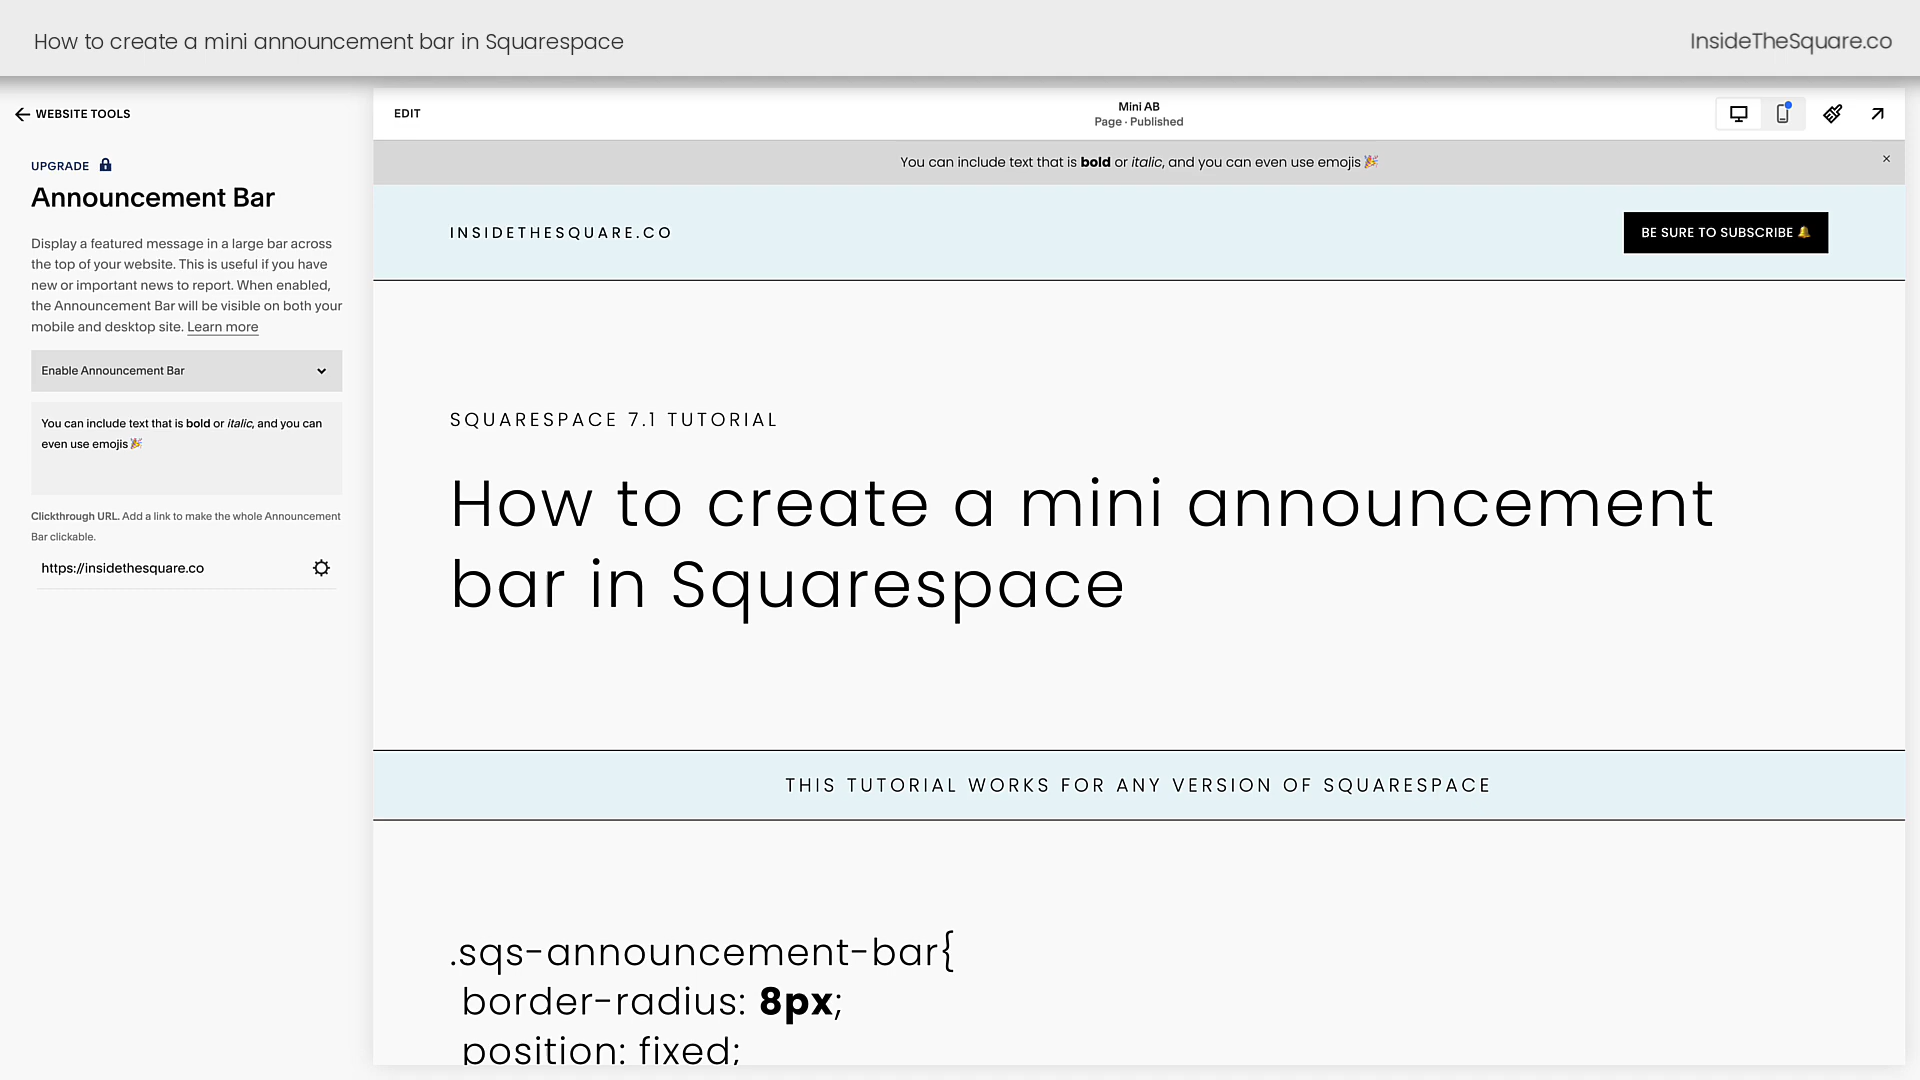 How to create a mini announcement bar in Squarespace
InsideTheSquare.co
WEBSITE TOOLS
UPGRADE
Announcement Bar
Display a featured message in a large bar across
the top of your website. This is useful if you have
new or important news to report. When enabled,
the Announcement Bar will be visible on both your
mobile and desktop site. Learn more
Enable Announcement Bar
You can include text that is bold or italic, and you can
even use emojis 🎉
Clickthrough URL. Add a link to make the whole Announcement
Bar clickable.
https://insidethesquare.co
EDIT
Mini AB
Page · Published
You can include text that is bold or italic, and you can even use emojis 🎉
×
INSIDETHESQUARE.CO
BE SURE TO SUBSCRIBE 🔔
SQUARESPACE 7.1 TUTORIAL
How to create a mini announcement
bar in Squarespace
THIS TUTORIAL WORKS FOR ANY VERSION OF SQUARESPACE
.sqs-announcement-bar{
border-radius: 8px;
position: fixed;